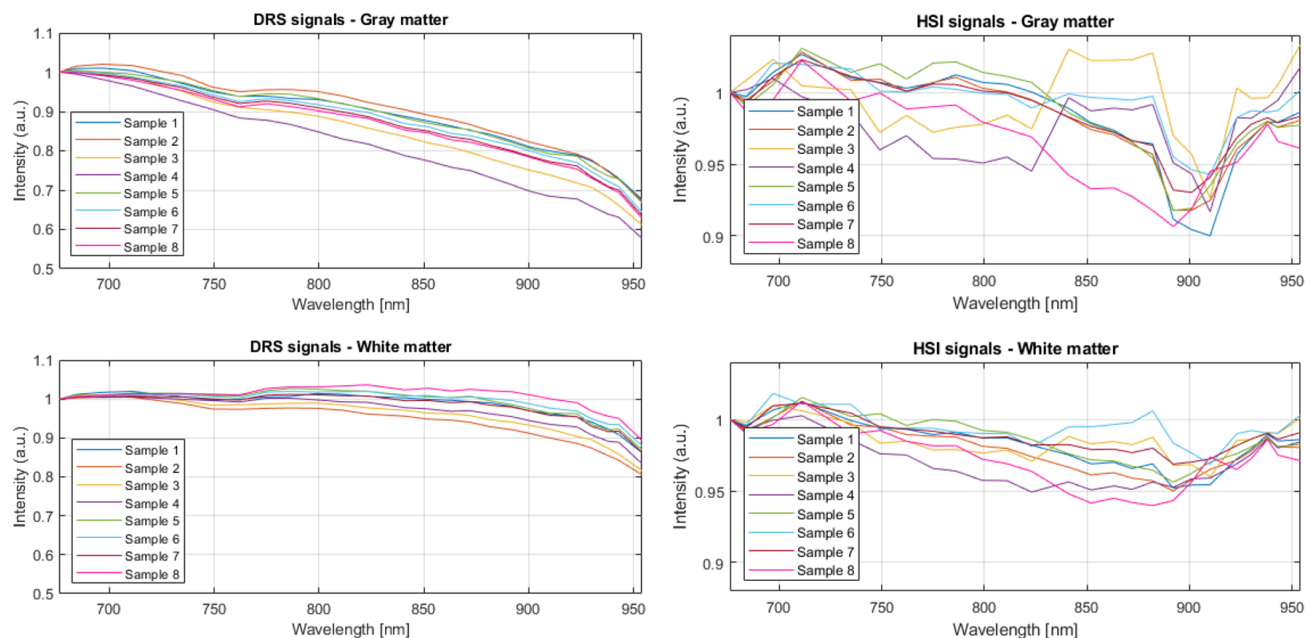 DRS signals - Gray matter
1.1
1
0.9
0.8
0.7
0.6
0.5
Intensity (a.u.)
Sample 1
Sample 2
Sample 3
Sample 4
Sample 5
Sample 6
Sample 7
Sample 8
700 750 800 850 900 950
Wavelength [nm]
HSI signals - Gray matter
1
0.95
0.9
Intensity (a.u.)
Sample 1
Sample 2
Sample 3
Sample 4
Sample 5
Sample 6
Sample 7
Sample 8
700 750 800 850 900 950
Wavelength [nm]
DRS signals - White matter
1.1
1
0.9
0.8
0.7
0.6
0.5
Intensity (a.u.)
Sample 1
Sample 2
Sample 3
Sample 4
Sample 5
Sample 6
Sample 7
Sample 8
700 750 800 850 900 950
Wavelength [nm]
HSI signals - White matter
1
0.95
0.9
Intensity (a.u.)
Sample 1
Sample 2
Sample 3
Sample 4
Sample 5
Sample 6
Sample 7
Sample 8
700 750 800 850 900 950
Wavelength [nm]